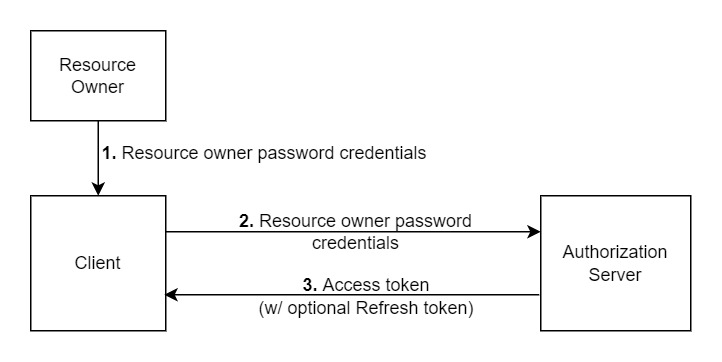 Resource
Owner
1. Resource owner password credentials
2. Resource owner password
credentials
Client
Authorization
Server
3. Access token
(w/ optional Refresh token)